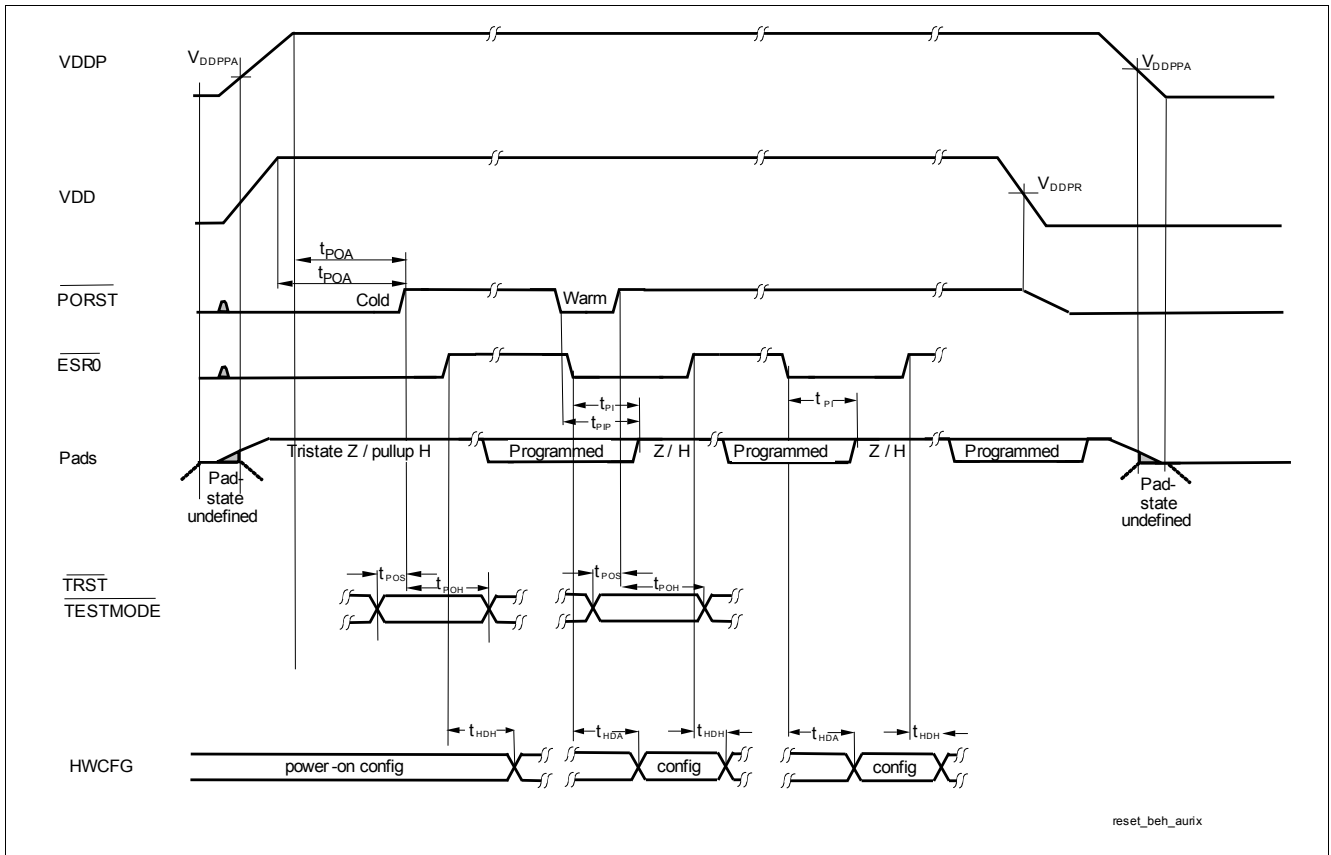 VDDP
VDDPPA
VDDPPA
VDD
VDDPR
tPOA
tPOA
PORST
Cold
Warm
ESR0
tPI
tPI
tPIP
Pads
Tristate Z / pullup H
Programmed
Z / H
Programmed
Z / H
Programmed
Pad-
state
undefined
Pad-
state
undefined
TRST
TESTMODE
tPOS
tPOH
tPOS
tPOH
tHDH
tHDA
tHDH
tHDA
tHDH
HWCFG
power -on config
config
config
reset_beh_aurix